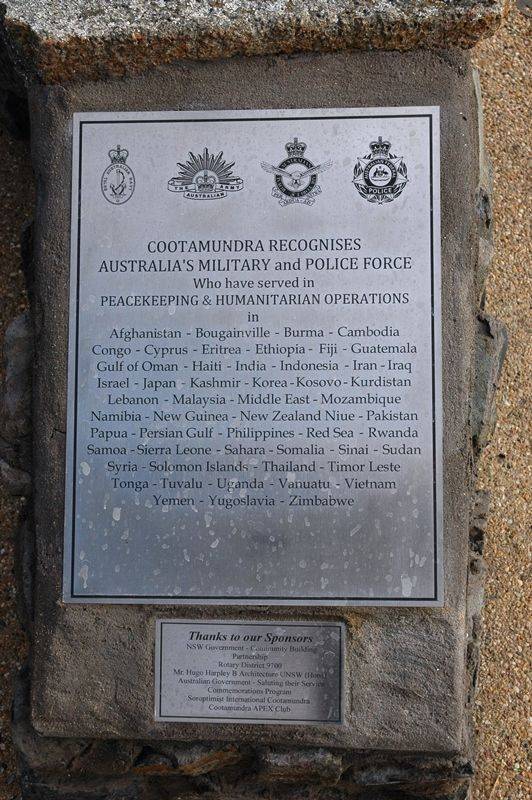 THE
ARMY
AUSTRALIAN
POLICE
COOTAMUNDRA RECOGNISES
AUSTRALIA'S MILITARY and POLICE FORCE
Who have served in
PEACEKEEPING & HUMANITARIAN OPERATIONS
in
Afghanistan - Bougainville - Burma - Cambodia
Congo - Cyprus - Eritrea - Ethiopia - Fiji - Guatemala
Gulf of Oman - Haiti - India - Indonesia - Iran - Iraq
Israel - Japan - Kashmir - Korea - Kosovo - Kurdistan
Lebanon - Malaysia - Middle East - Mozambique
Namibia - New Guinea - New Zealand Niue - Pakistan
Papua - Persian Gulf - Philippines - Red Sea - Rwanda
Samoa - Sierra Leone - Sahara - Somalia - Sinai - Sudan
Syria - Solomon Islands - Thailand - Timor Leste
Tonga - Tuvalu - Uganda - Vanuatu - Vietnam
Yemen - Yugoslavia - Zimbabwe
Thanks to our Sponsors
NSW Government - Community Building
Partnership
Rotary District 9700
Mr. Hugo Harpley B Architecture UNSW (Hons)
Australian Government - Saluting their Service
Commemorations Program
Soroptimist International Cootamundra
Cootamundra APEX Club